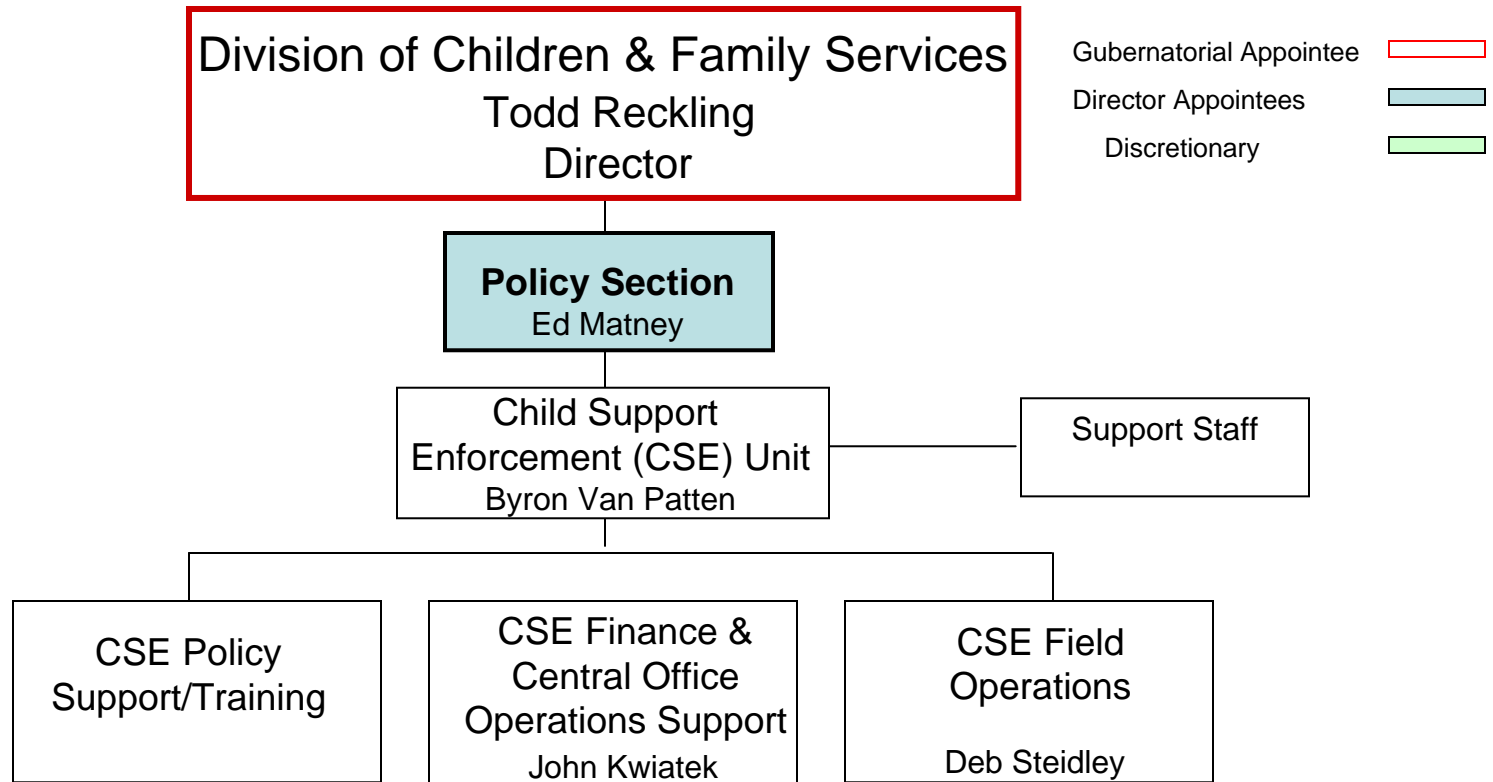 Division of Children & Family Services
Todd Reckling
Director
Gubernatorial Appointee
Director Appointees
Discretionary
Policy Section
Ed Matney
Child Support
Enforcement (CSE) Unit
Byron Van Patten
Support Staff
CSE Policy
Support/Training
CSE Finance &
Central Office
Operations Support
John Kwiatek
CSE Field
Operations
Deb Steidley